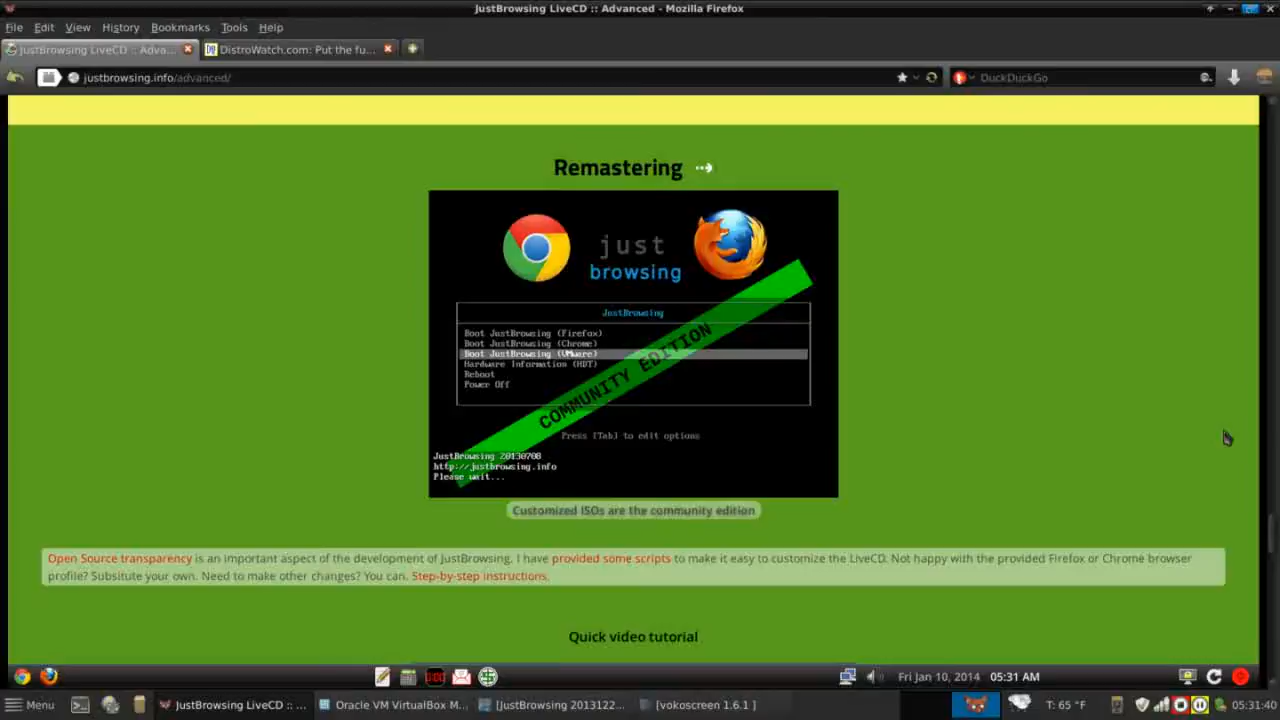 JustBrowsing LiveCD :: Advanced - Mozilla Firefox
File Edit View History Bookmarks Tools Help
JustBrowsing LiveCD :: Adva...
DistroWatch.com: Put the fu...
justbrowsing.info/advanced/
DuckDuckGo
Remastering
just
browsing
JustBrowsing
Boot JustBrowsing (Firefox)
Boot JustBrowsing (Chrome)
Boot JustBrowsing (VMware)
Hardware Information (HDT)
Reboot
Power Off
COMMUNITY EDITION
Press [Tab] to edit options
JustBrowsing 20130708
http://justbrowsing.info
Please wait...
Customized ISOs are the community edition
Open Source transparency is an important aspect of the development of JustBrowsing. I have provided some scripts to make it easy to customize the LiveCD. Not happy with the provided Firefox or Chrome browser
profile? Subsitute your own. Need to make other changes? You can. Step-by-step instructions.
Quick video tutorial
Fri Jan 10, 2014 05:31 AM
Menu
JustBrowsing LiveCD :: ...
Oracle VM VirtualBox M...
[JustBrowsing 2013122...
[vokoscreen 1.6.1 ]
T: 65 °F
05:31:40